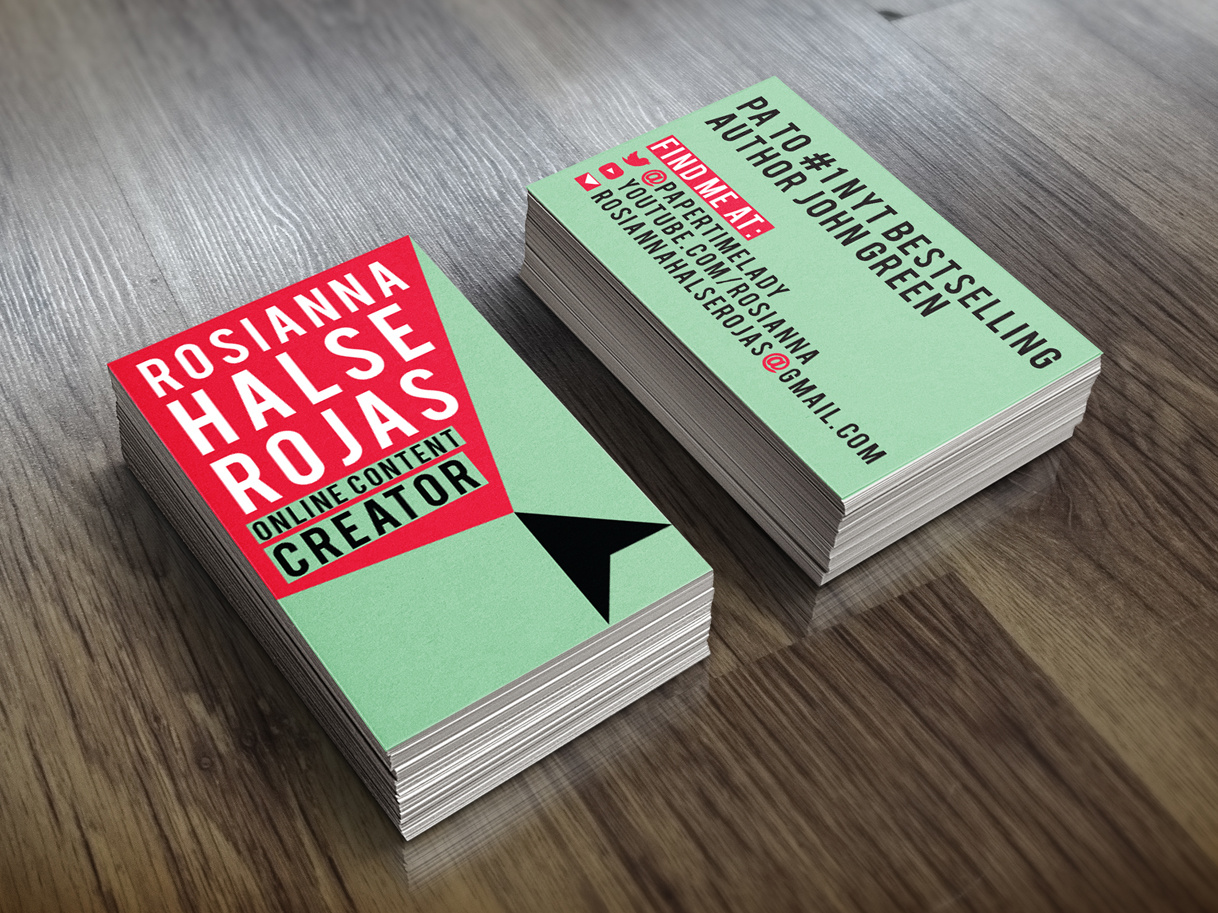 ROSIANNA
HALSE
ROJAS
ONLINE CONTENT
CREATOR
PA TO #1 NYT BESTSELLING
AUTHOR JOHN GREEN
FIND ME AT:
@PAPERTIMELADY
YOUTUBE.COM/ROSIANNA
ROSIANNAHALSEROJAS@GMAIL.COM